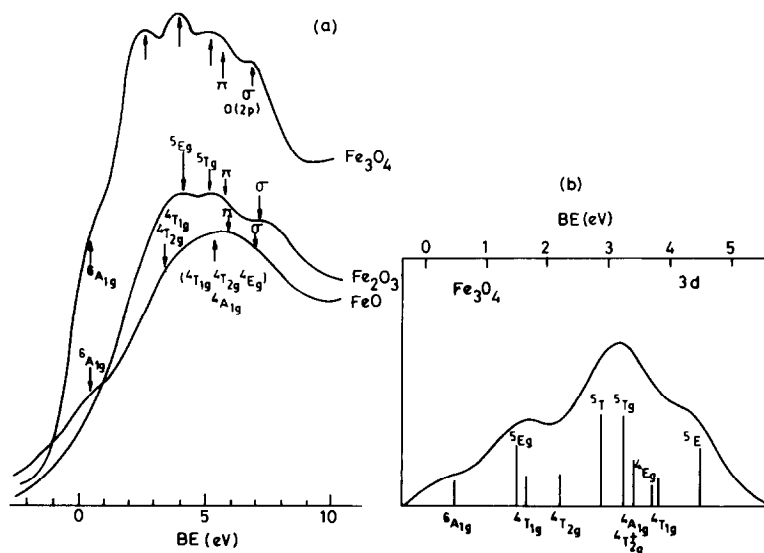 (a)
π
σ
O(2p)
⁵Eg
⁵Tg
π
σ
Fe₃O₄
⁴T₁g
⁴T₂g
π
σ
⁶A₁g
(⁴T₁g ⁴T₂g ⁴Eg)
⁴A₁g
Fe₂O₃
FeO
⁶A₁g
0 5 10
BE (eV)
(b)
BE (eV)
0 1 2 3 4 5
Fe₃O₄ 3d
⁵T ⁵Tg
⁵Eg ⁴Eg ⁵E
⁶A₁g ⁴T₁g ⁴T₂g ⁴A₁g ⁴T₁g
⁴T₂g